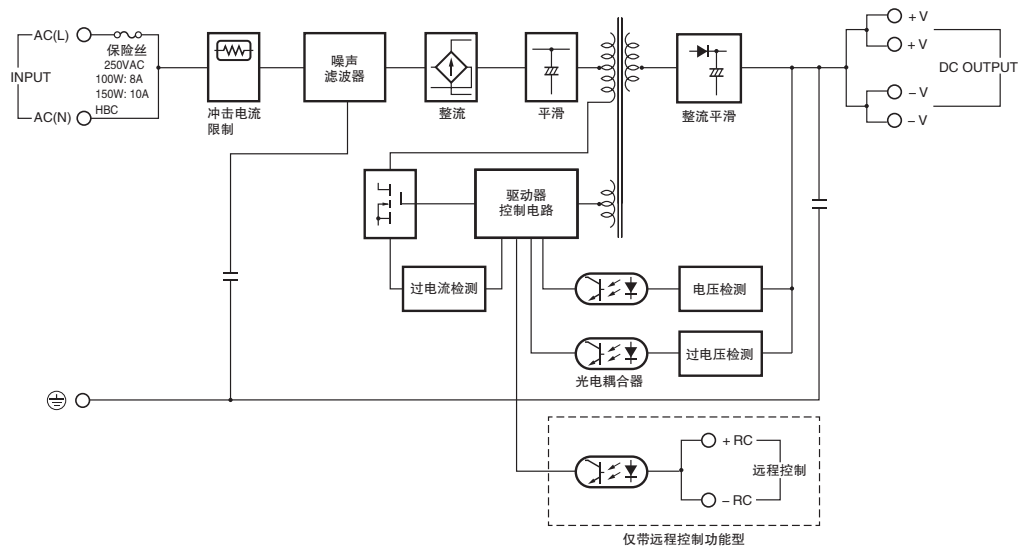 AC(L)
保险丝
250VAC
100W: 8A
150W: 10A
HBC
INPUT
AC(N)
冲击电流
限制
噪声
滤波器
整流
平滑
整流平滑
+ V
+ V
DC OUTPUT
– V
– V
驱动器
控制电路
过电流检测
电压检测
过电压检测
光电耦合器
+ RC
远程控制
– RC
仅带远程控制功能型